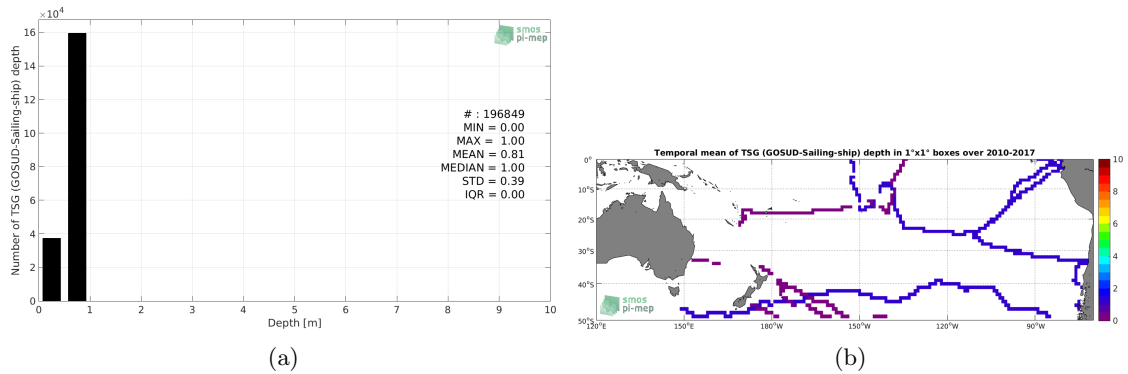 ×10⁴
16
14
12
10
8
6
4
2
0
Number of TSG (GOSUD-Sailing-ship) depth
smos
pi-mep
# : 196849
MIN = 0.00
MAX = 1.00
MEAN = 0.81
MEDIAN = 1.00
STD = 0.39
IQR = 0.00
0 1 2 3 4 5 6 7 8 9 10
Depth [m]
(a)
Temporal mean of TSG (GOSUD-Sailing-ship) depth in 1°x1° boxes over 2010-2017
0°
10°S
20°S
30°S
40°S
50°S
smos
pi-mep
120°E 150°E 180°W 150°W 120°W 90°W
10
8
6
4
2
0
(b)